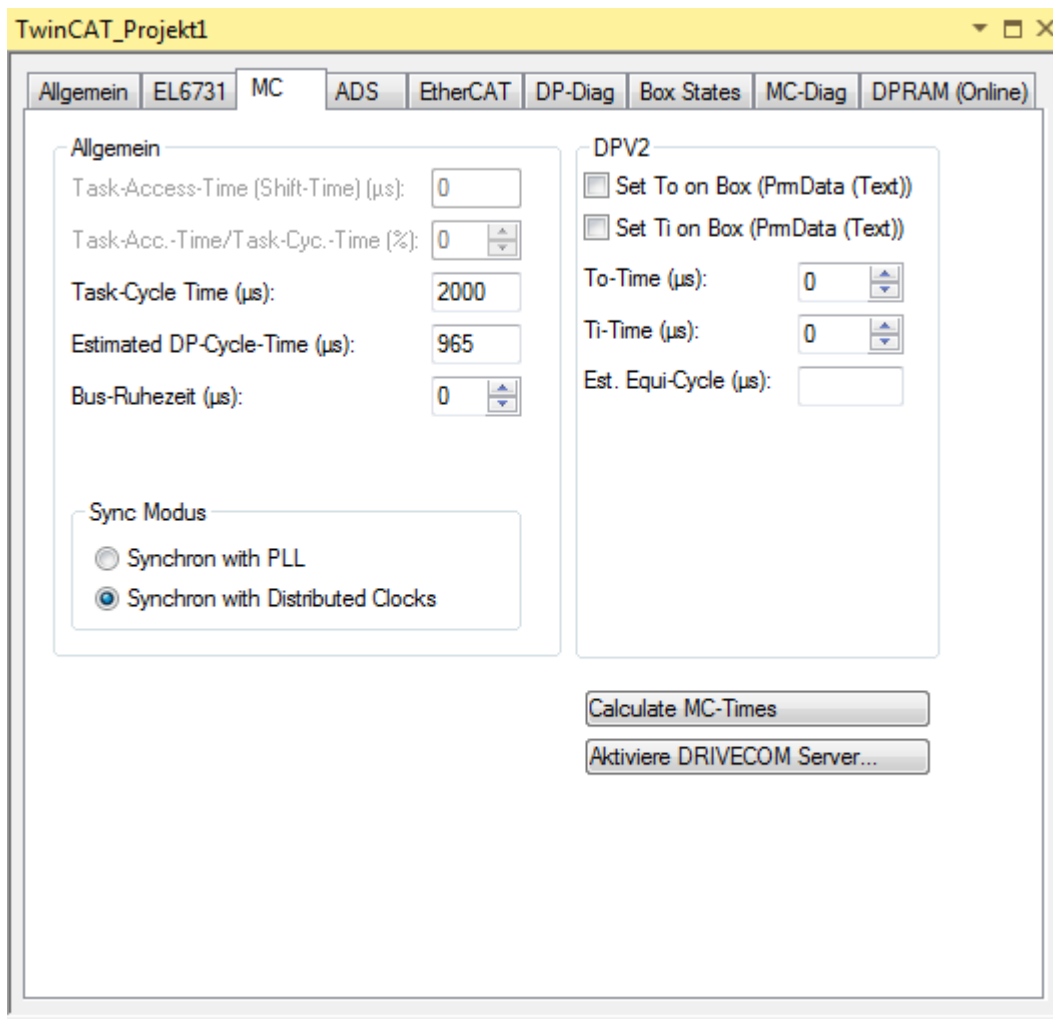 TwinCAT_Projekt1
Allgemein EL6731 MC ADS EtherCAT DP-Diag Box States MC-Diag DPRAM (Online)
Allgemein
Task-Access-Time (Shift-Time) (µs): 0
Task-Acc.-Time/Task-Cyc.-Time (%): 0
Task-Cycle Time (µs): 2000
Estimated DP-Cycle-Time (µs): 965
Bus-Ruhezeit (µs): 0
Sync Modus
Synchron with PLL
Synchron with Distributed Clocks
DPV2
Set To on Box (PrmData (Text))
Set Ti on Box (PrmData (Text))
To-Time (µs): 0
Ti-Time (µs): 0
Est. Equi-Cycle (µs):
Calculate MC-Times
Aktiviere DRIVECOM Server...